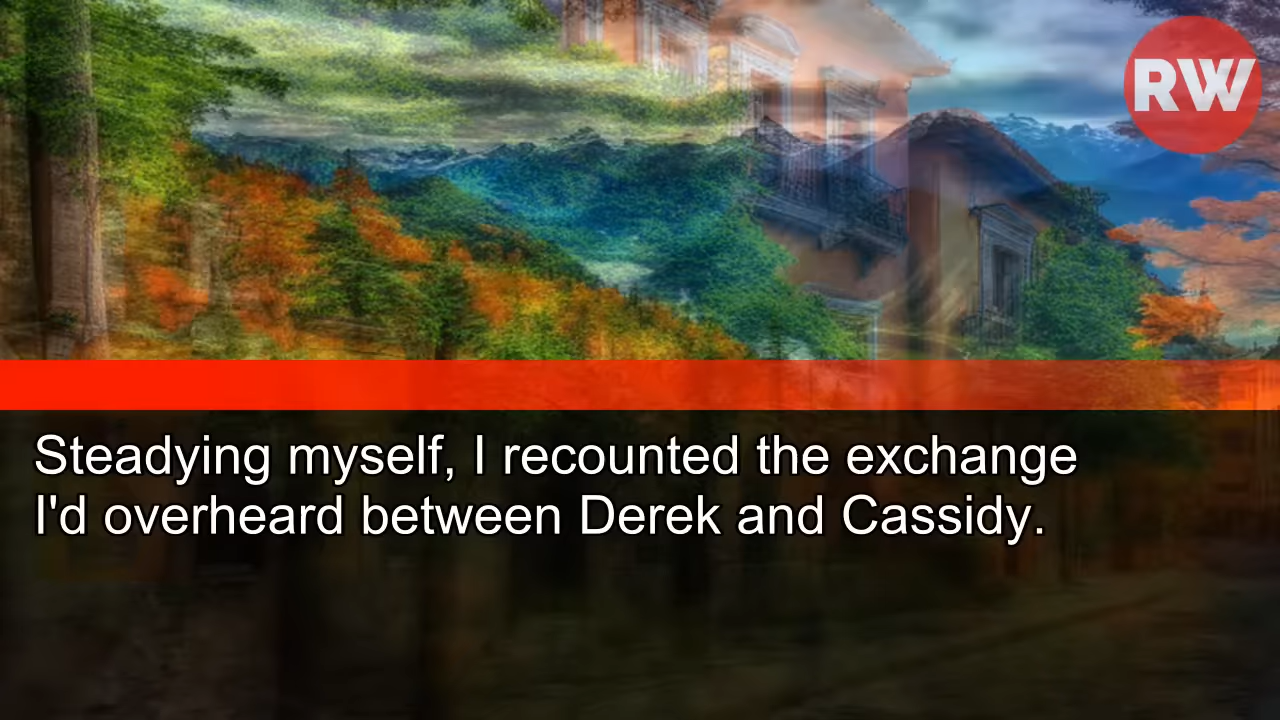 RW
Steadying myself, I recounted the exchange
I'd overheard between Derek and Cassidy.